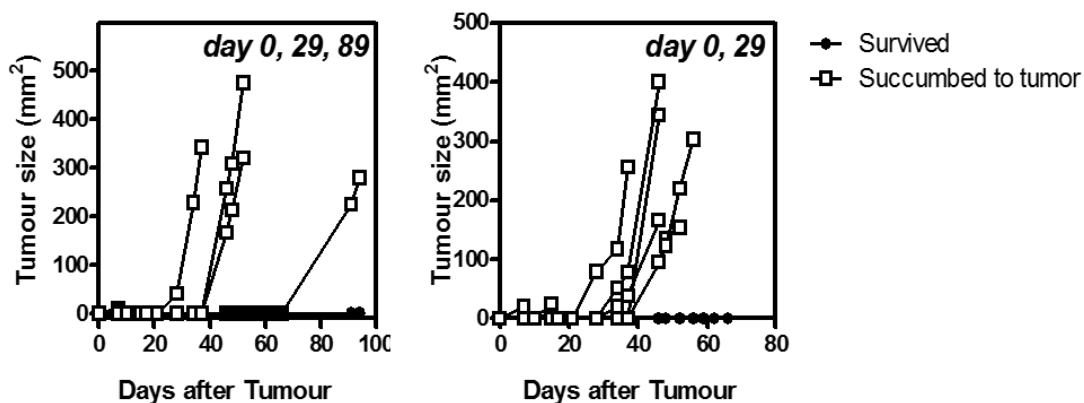 day 0, 29, 89
Tumour size (mm²)
500
400
300
200
100
0
0 20 40 60 80 100
Days after Tumour
day 0, 29
Tumour size (mm²)
500
400
300
200
100
0
0 20 40 60 80
Days after Tumour
Survived
Succumbed to tumor